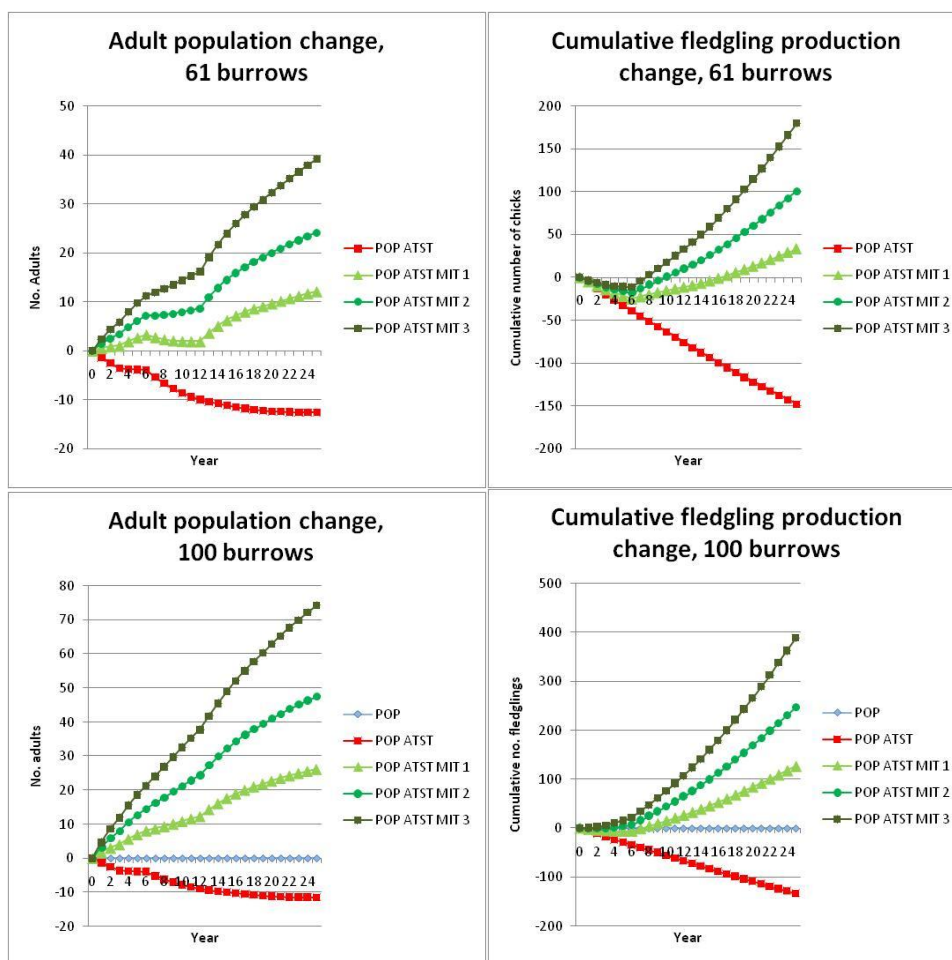 Adult population change,
61 burrows
50
40
30
20
10
0
-10
-20
0 2 4 6 8 10 12 14 16 18 20 22 24
No. Adults
Year
POP ATST
POP ATST MIT 1
POP ATST MIT 2
POP ATST MIT 3
Cumulative fledgling production
change, 61 burrows
200
150
100
50
0
-50
-100
-150
-200
0 2 4 6 8 10 12 14 16 18 20 22 24
Cumulative number of chicks
Year
POP ATST
POP ATST MIT 1
POP ATST MIT 2
POP ATST MIT 3
Adult population change,
100 burrows
80
70
60
50
40
30
20
10
0
-10
-20
0 2 4 6 8 10 12 14 16 18 20 22 24
No. adults
Year
POP
POP ATST
POP ATST MIT 1
POP ATST MIT 2
POP ATST MIT 3
Cumulative fledgling production
change, 100 burrows
500
400
300
200
100
0
-100
-200
0 2 4 6 8 10 12 14 16 18 20 22 24
Cumulative no. fledglings
Year
POP
POP ATST
POP ATST MIT 1
POP ATST MIT 2
POP ATST MIT 3